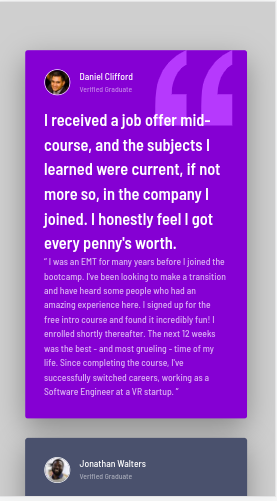 Daniel Clifford
Verified Graduate
I received a job offer mid-
course, and the subjects I
learned were current, if not
more so, in the company I
joined. I honestly feel I got
every penny's worth.
“ I was an EMT for many years before I joined the
bootcamp. I've been looking to make a transition
and have heard some people who had an
amazing experience here. I signed up for the
free intro course and found it incredibly fun! I
enrolled shortly thereafter. The next 12 weeks
was the best - and most grueling - time of my
life. Since completing the course, I've
successfully switched careers, working as a
Software Engineer at a VR startup. ”
Jonathan Walters
Verified Graduate